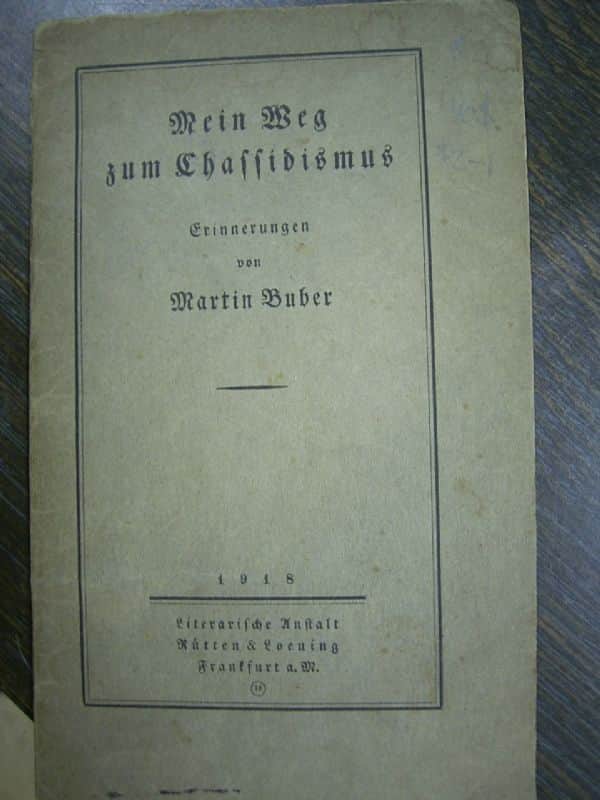 Mein Weg
zum Chassidismus
Erinnerungen
von
Martin Buber
1918
Literarische Anstalt
Rütten & Loening
Frankfurt a. M.